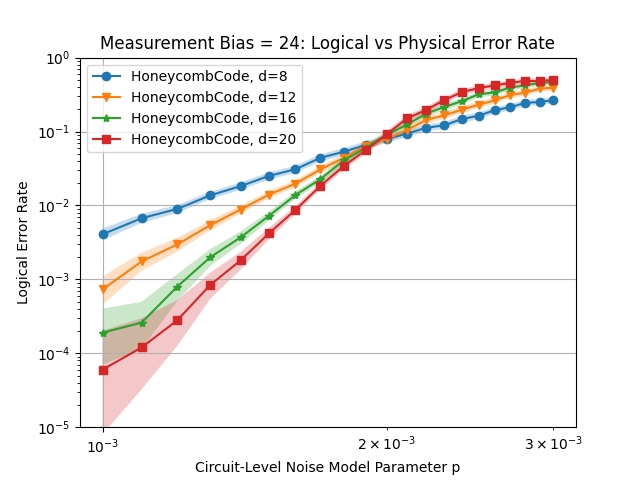 Measurement Bias = 24: Logical vs Physical Error Rate
HoneycombCode, d=8
HoneycombCode, d=12
HoneycombCode, d=16
HoneycombCode, d=20
Logical Error Rate
10⁰
10⁻¹
10⁻²
10⁻³
10⁻⁴
10⁻⁵
10⁻³
2 × 10⁻³
3 × 10⁻³
Circuit-Level Noise Model Parameter p